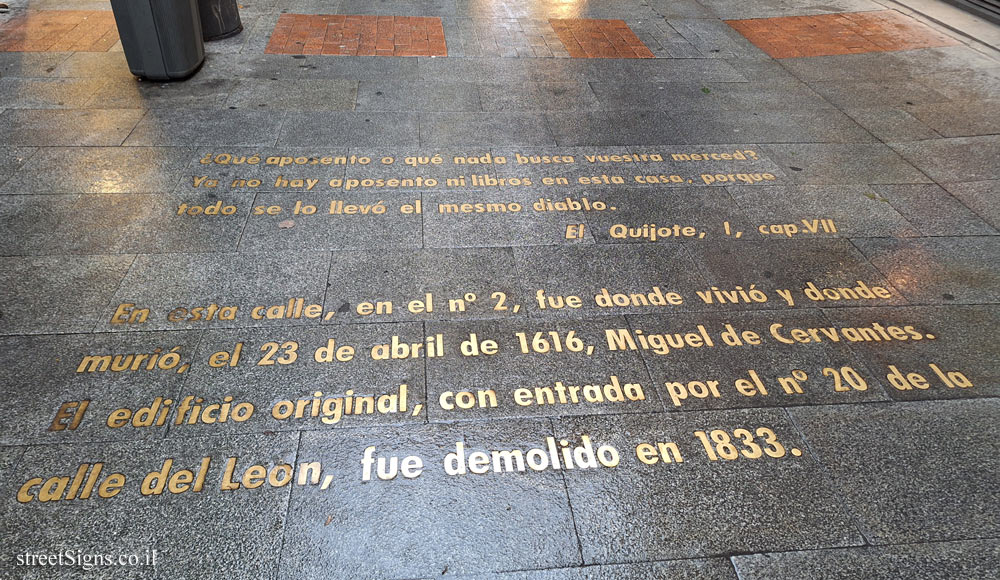 ¿Qué aposento o qué nada busca vuestra merced?
Ya no hay aposento ni libros en esta casa, porque
todo se lo llevó el mesmo diablo.
El Quijote, I, cap.VII.
En esta calle, en el nº 2, fue donde vivió y donde
murió, el 23 de abril de 1616, Miguel de Cervantes.
El edificio original, con entrada por el nº 20 de la
calle del León, fue demolido en 1833.
streetSigns.co.il